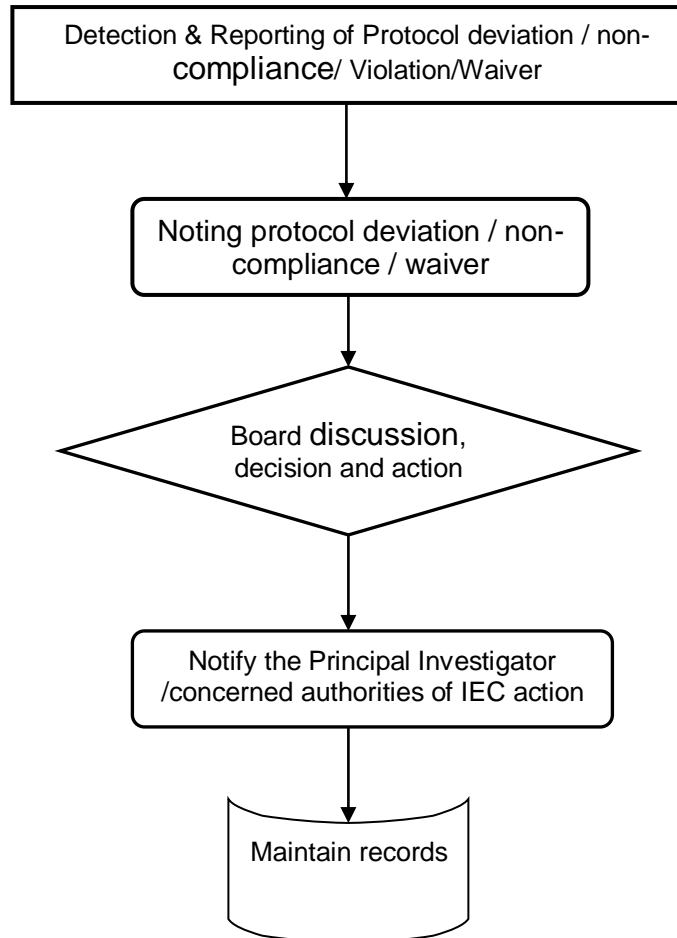 Detection & Reporting of Protocol deviation / non-
compliance/ Violation/Waiver
Noting protocol deviation / non-
compliance / waiver
Board discussion,
decision and action
Notify the Principal Investigator
/concerned authorities of IEC action
Maintain records